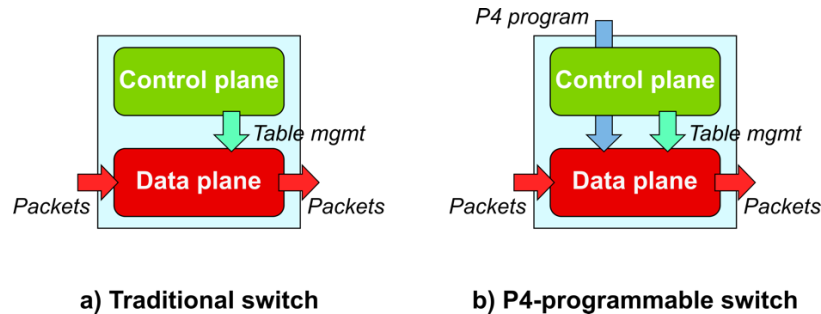 P4 program
Control plane
Table mgmt
Data plane
Packets
Packets
a) Traditional switch
Control plane
Table mgmt
Data plane
Packets
Packets
b) P4-programmable switch